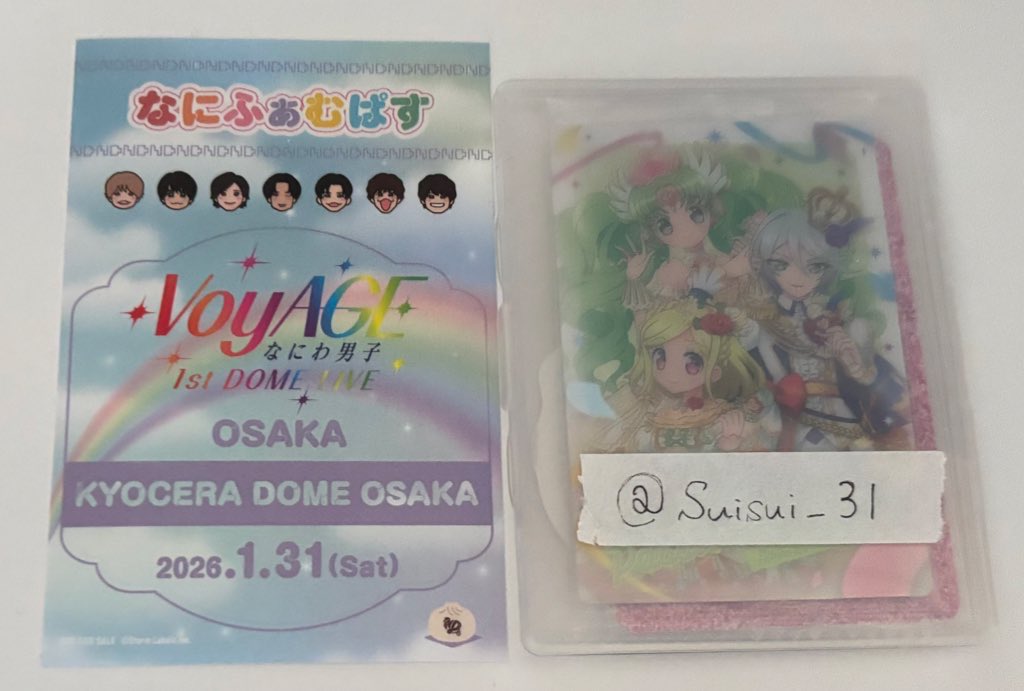 なにふぁむぱす
VoyAGE
なにわ男子
1st DOME LIVE
OSAKA
KYOCERA DOME OSAKA
2026.1.31(Sat)
@Suisui_31